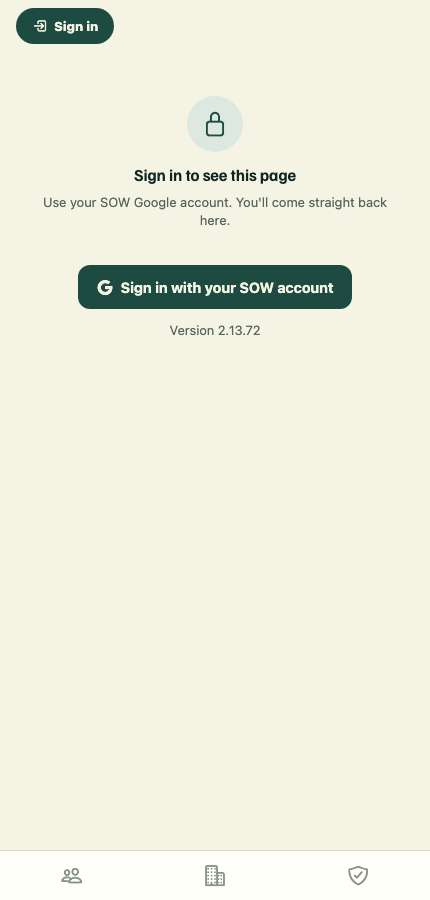 Sign in
Sign in to see this page
Use your SOW Google account. You'll come straight back
here.
Sign in with your SOW account
Version 2.13.72